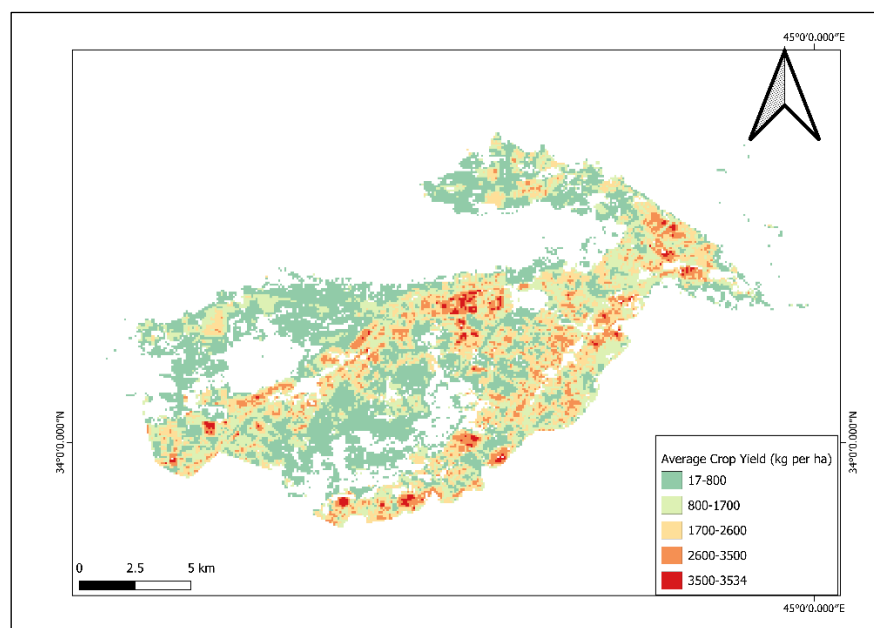 45°0'0.000"E
34°0'0.000"N
34°0'0.000"N
Average Crop Yield (kg per ha)
17-800
800-1700
1700-2600
2600-3500
3500-3534
0 2.5 5 km
45°0'0.000"E